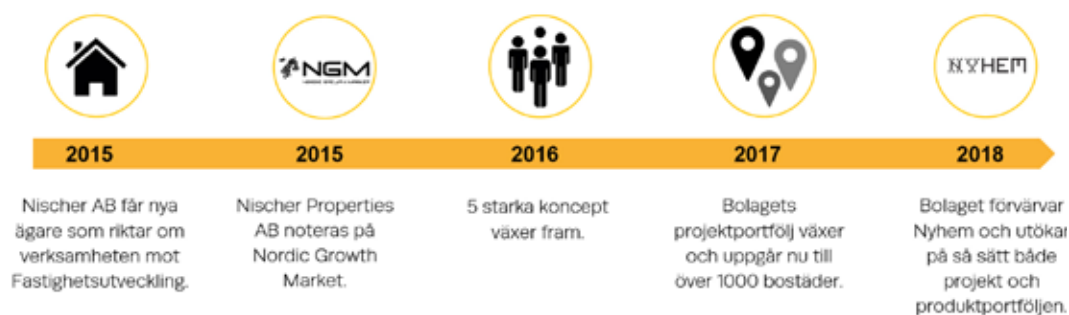 NGM
NYHEM
2015
2015
2016
2017
2018
Nischer AB får nya
ägare som riktar om
verksamheten mot
Fastighetsutveckling.
Nischer Properties
AB noteras på
Nordic Growth
Market.
5 starka koncept
växer fram.
Bolagets
projektportfölj växer
och uppgår nu till
över 1000 bostäder.
Bolaget förvärvar
Nyhem och utökar
på så sätt både
projekt och
produktportföljen.